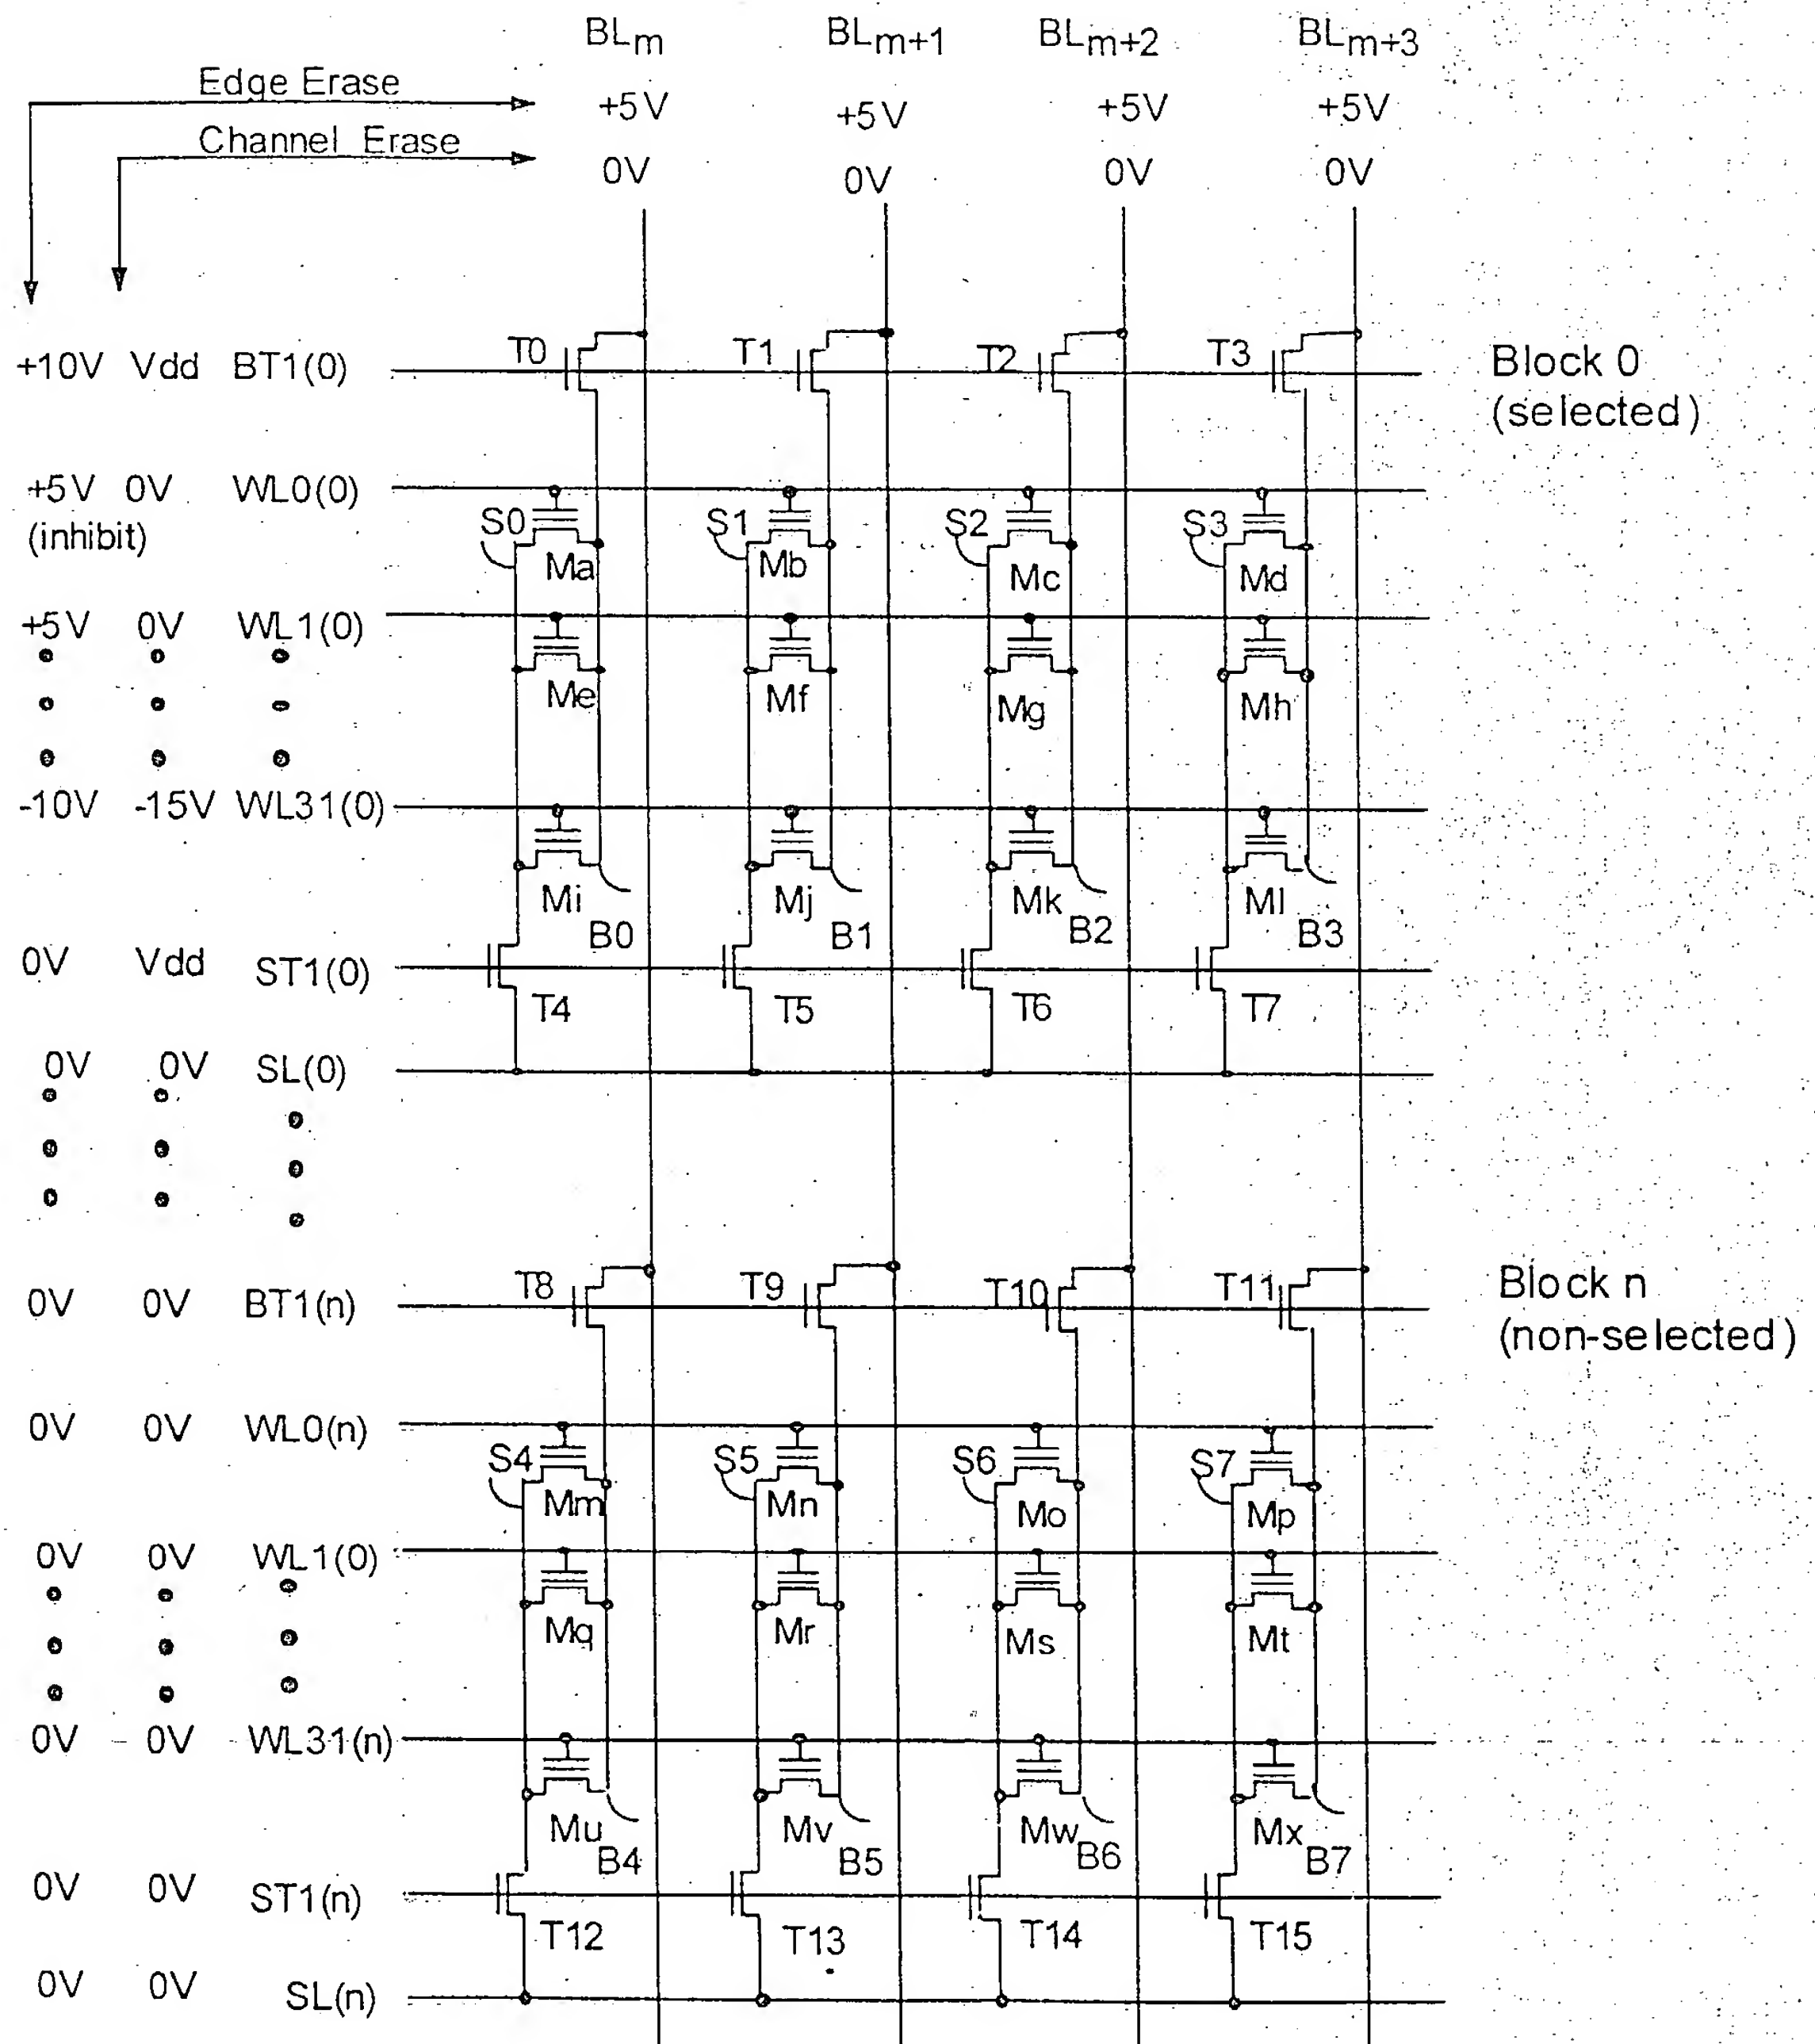 BLm BLm+1 BLm+2 BLm+3
Edge Erase +5V +5V +5V +5V
Channel Erase 0V 0V 0V 0V
+10V Vdd BT1(0) T0 T1 T2 T3 Block 0
(selected)
+5V 0V WL0(0)
(inhibit) S0 S1 S2 S3
Ma Mb Mc Md
+5V 0V WL1(0)
Me Mf Mg Mh
-10V -15V WL31(0)
Mi Mj Mk Ml
B0 B1 B2 B3
0V Vdd ST1(0)
T4 T5 T6 T7
0V 0V SL(0)
0V 0V BT1(n) T8 T9 T10 T11 Block n
(non-selected)
0V 0V WL0(n)
S4 S5 S6 S7
Mm Mn Mo Mp
0V 0V WL1(0)
Mq Mr Ms Mt
0V 0V WL31(n)
Mu Mv Mw Mx
B4 B5 B6 B7
0V 0V ST1(n)
T12 T13 T14 T15
0V 0V SL(n)